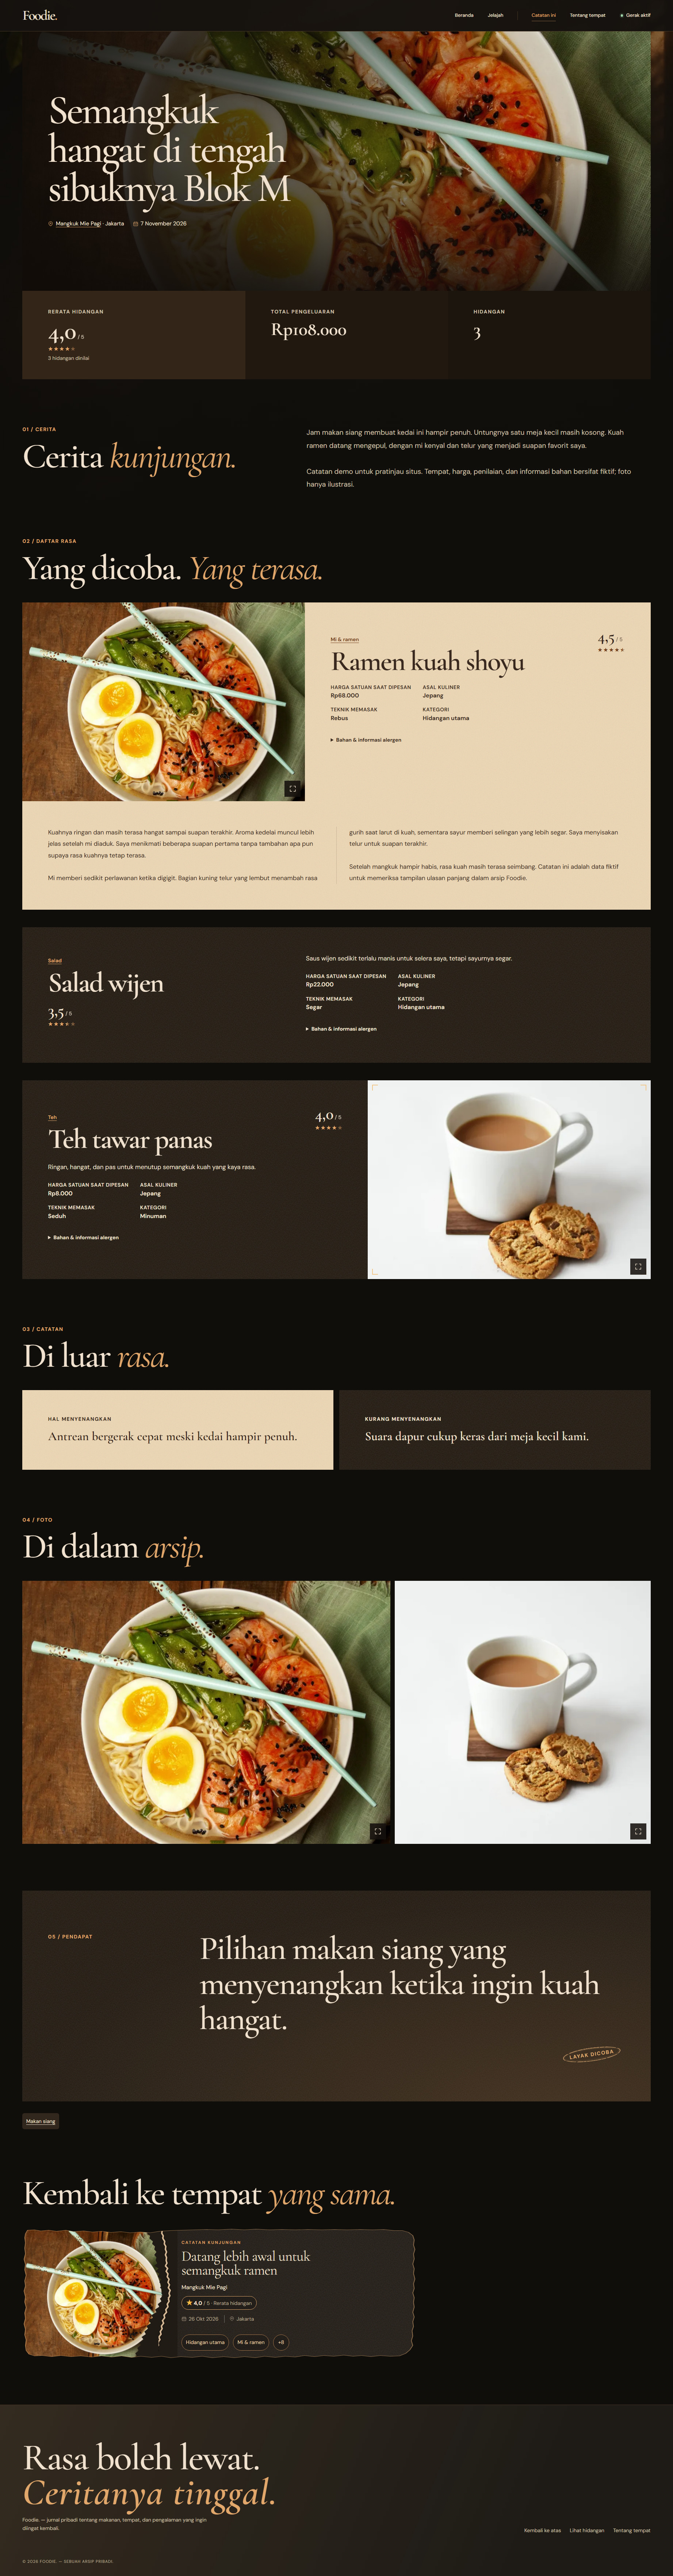 Foodie.
Beranda
Jelajah
Catatan ini
Tentang tempat
Gerak aktif
Semangkuk
hangat di tengah
sibuknya Blok M
Mangkuk Mie Pagi · Jakarta
7 November 2026
RERATA HIDANGAN
4,0 / 5
★★★★★
3 hidangan dinilai
TOTAL PENGELUARAN
Rp108.000
HIDANGAN
3
01 / CERITA
Cerita kunjungan.
Jam makan siang membuat kedai ini hampir penuh. Untungnya satu meja kecil masih kosong. Kuah
ramen datang mengepul, dengan mi kenyal dan telur yang menjadi suapan favorit saya.
Catatan demo untuk pratinjau situs. Tempat, harga, penilaian, dan informasi bahan bersifat fiktif; foto
hanya ilustrasi.
02 / DAFTAR RASA
Yang dicoba. Yang terasa.
Mi & ramen
Ramen kuah shoyu
4,5 / 5
★★★★★
HARGA SATUAN SAAT DIPESAN
Rp68.000
ASAL KULINER
Jepang
TEKNIK MEMASAK
Rebus
KATEGORI
Hidangan utama
Bahan & informasi alergen
Kuahnya ringan dan masih terasa hangat sampai suapan terakhir. Aroma kedelai muncul lebih
jelas setelah mi diaduk. Saya menikmati beberapa suapan pertama tanpa tambahan apa pun
supaya rasa kuahnya tetap terasa.
Mi memberi sedikit perlawanan ketika digigit. Bagian kuning telur yang lembut menambah rasa
gurih saat larut di kuah, sementara sayur memberi selingan yang lebih segar. Saya menyisakan
telur untuk suapan terakhir.
Setelah mangkuk hampir habis, rasa kuah masih terasa seimbang. Catatan ini adalah data fiktif
untuk memeriksa tampilan ulasan panjang dalam arsip Foodie.
Salad
Salad wijen
3,5 / 5
★★★★★
Saus wijen sedikit terlalu manis untuk selera saya, tetapi sayurnya segar.
HARGA SATUAN SAAT DIPESAN
Rp22.000
ASAL KULINER
Jepang
TEKNIK MEMASAK
Segar
KATEGORI
Hidangan utama
Bahan & informasi alergen
Teh
Teh tawar panas
4,0 / 5
★★★★★
Ringan, hangat, dan pas untuk menutup semangkuk kuah yang kaya rasa.
HARGA SATUAN SAAT DIPESAN
Rp8.000
ASAL KULINER
Jepang
TEKNIK MEMASAK
Seduh
KATEGORI
Minuman
Bahan & informasi alergen
03 / CATATAN
Di luar rasa.
HAL MENYENANGKAN
Antrean bergerak cepat meski kedai hampir penuh.
KURANG MENYENANGKAN
Suara dapur cukup keras dari meja kecil kami.
04 / FOTO
Di dalam arsip.
05 / PENDAPAT
Pilihan makan siang yang
menyenangkan ketika ingin kuah
hangat.
LAYAK DICOBA
Makan siang
Kembali ke tempat yang sama.
CATATAN KUNJUNGAN
Datang lebih awal untuk
semangkuk ramen
Mangkuk Mie Pagi
★ 4,0 / 5 · Rerata hidangan
26 Okt 2026
Jakarta
Hidangan utama
Mi & ramen
+8
Rasa boleh lewat.
Ceritanya tinggal.
Foodie. — jurnal pribadi tentang makanan, tempat, dan pengalaman yang ingin
diingat kembali.
Kembali ke atas
Lihat hidangan
Tentang tempat
© 2026 FOODIE. — SEBUAH ARSIP PRIBADI.